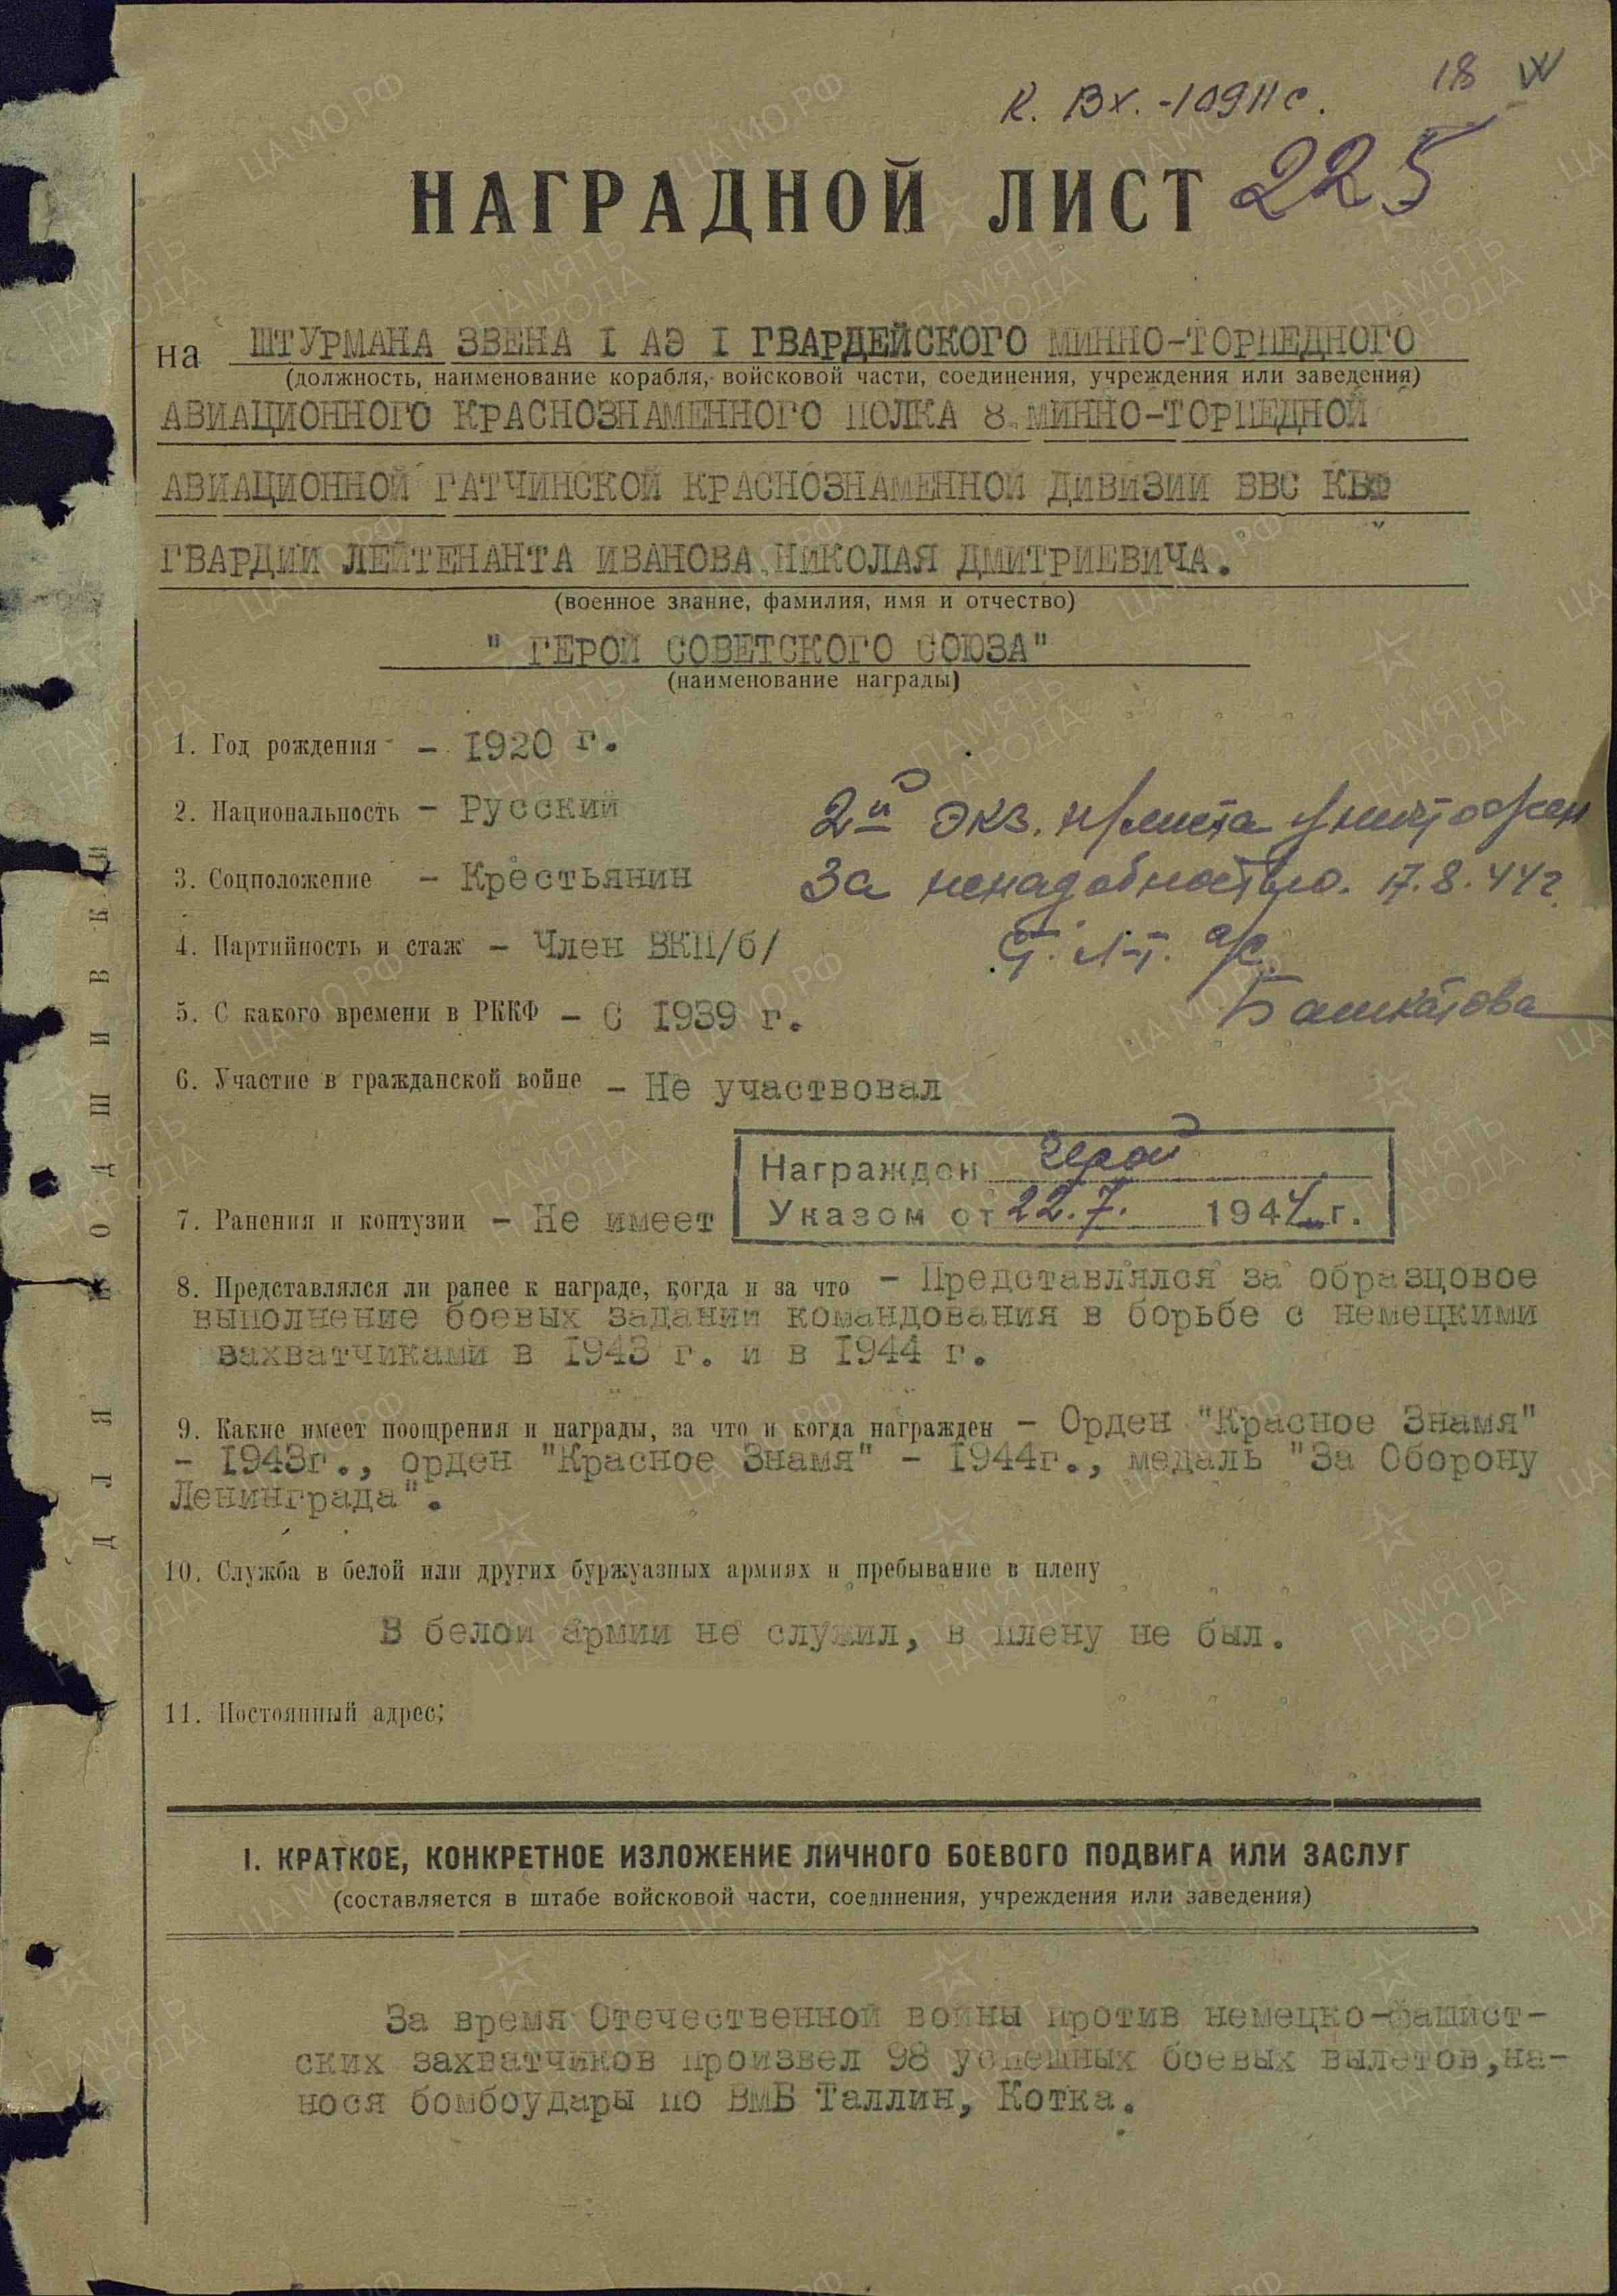 18
К. Вх. -10911с.
НАГРАДНОЙ ЛИСТ 225
на ШТУРМАНА ЗВЕНА I АЭ I ГВАРДЕЙСКОГО МИННО-ТОРПЕДНОГО
(должность, наименование корабля, войсковой части, соединения, учреждения или заведения)
АВИАЦИОННОГО КРАСНОЗНАМЕННОГО ПОЛКА 8 МИННО-ТОРПЕДНОЙ
АВИАЦИОННОЙ ГАТЧИНСКОЙ КРАСНОЗНАМЕННОЙ ДИВИЗИИ ВВС КБФ
ГВАРДИИ ЛЕЙТЕНАНТА ИВАНОВА НИКОЛАЯ ДМИТРИЕВИЧА.
(военное звание, фамилия, имя и отчество)
" ГЕРОЙ СОВЕТСКОГО СОЮЗА"
(наименование награды)
1. Год рождения - 1920 г.
2. Национальность - Русский
2й экз. н/листа уничтожен
3. Соцположение - Крестьянин
за ненадобностью. 17.8.44г.
4. Партийность и стаж - Член ВКП/б/
Г. л-т. а/с
5. С какого времени в РККФ - С 1939 г.
Башкатова
6. Участие в гражданской войне - Не участвовал
Награжден герой
Указом от 22.7. 1944 г.
7. Ранения и контузии - Не имеет
8. Представлялся ли ранее к награде, когда и за что - Представлялся за образцовое
выполнение боевых заданий командования в борьбе с немецкими
захватчиками в 1943 г. и в 1944 г.
9. Какие имеет поощрения и награды, за что и когда награжден - Орден "Красное Знамя"
- 1943г., орден "Красное Знамя" - 1944г., медаль "За Оборону
Ленинграда".
10. Служба в белой или других буржуазных армиях и пребывание в плену
В белой армии не служил, в плену не был.
11. Постоянный адрес:
I. КРАТКОЕ, КОНКРЕТНОЕ ИЗЛОЖЕНИЕ ЛИЧНОГО БОЕВОГО ПОДВИГА ИЛИ ЗАСЛУГ
(составляется в штабе войсковой части, соединения, учреждения или заведения)
За время Отечественной войны против немецко-фашист-
ских захватчиков произвел 98 успешных боевых вылетов, на-
нося бомбоудары по ВМБ Таллин, Котка.
ДЛЯ ПОДШИВКИ
ЦА МО РФ
ПАМЯТЬ
НАРОДА